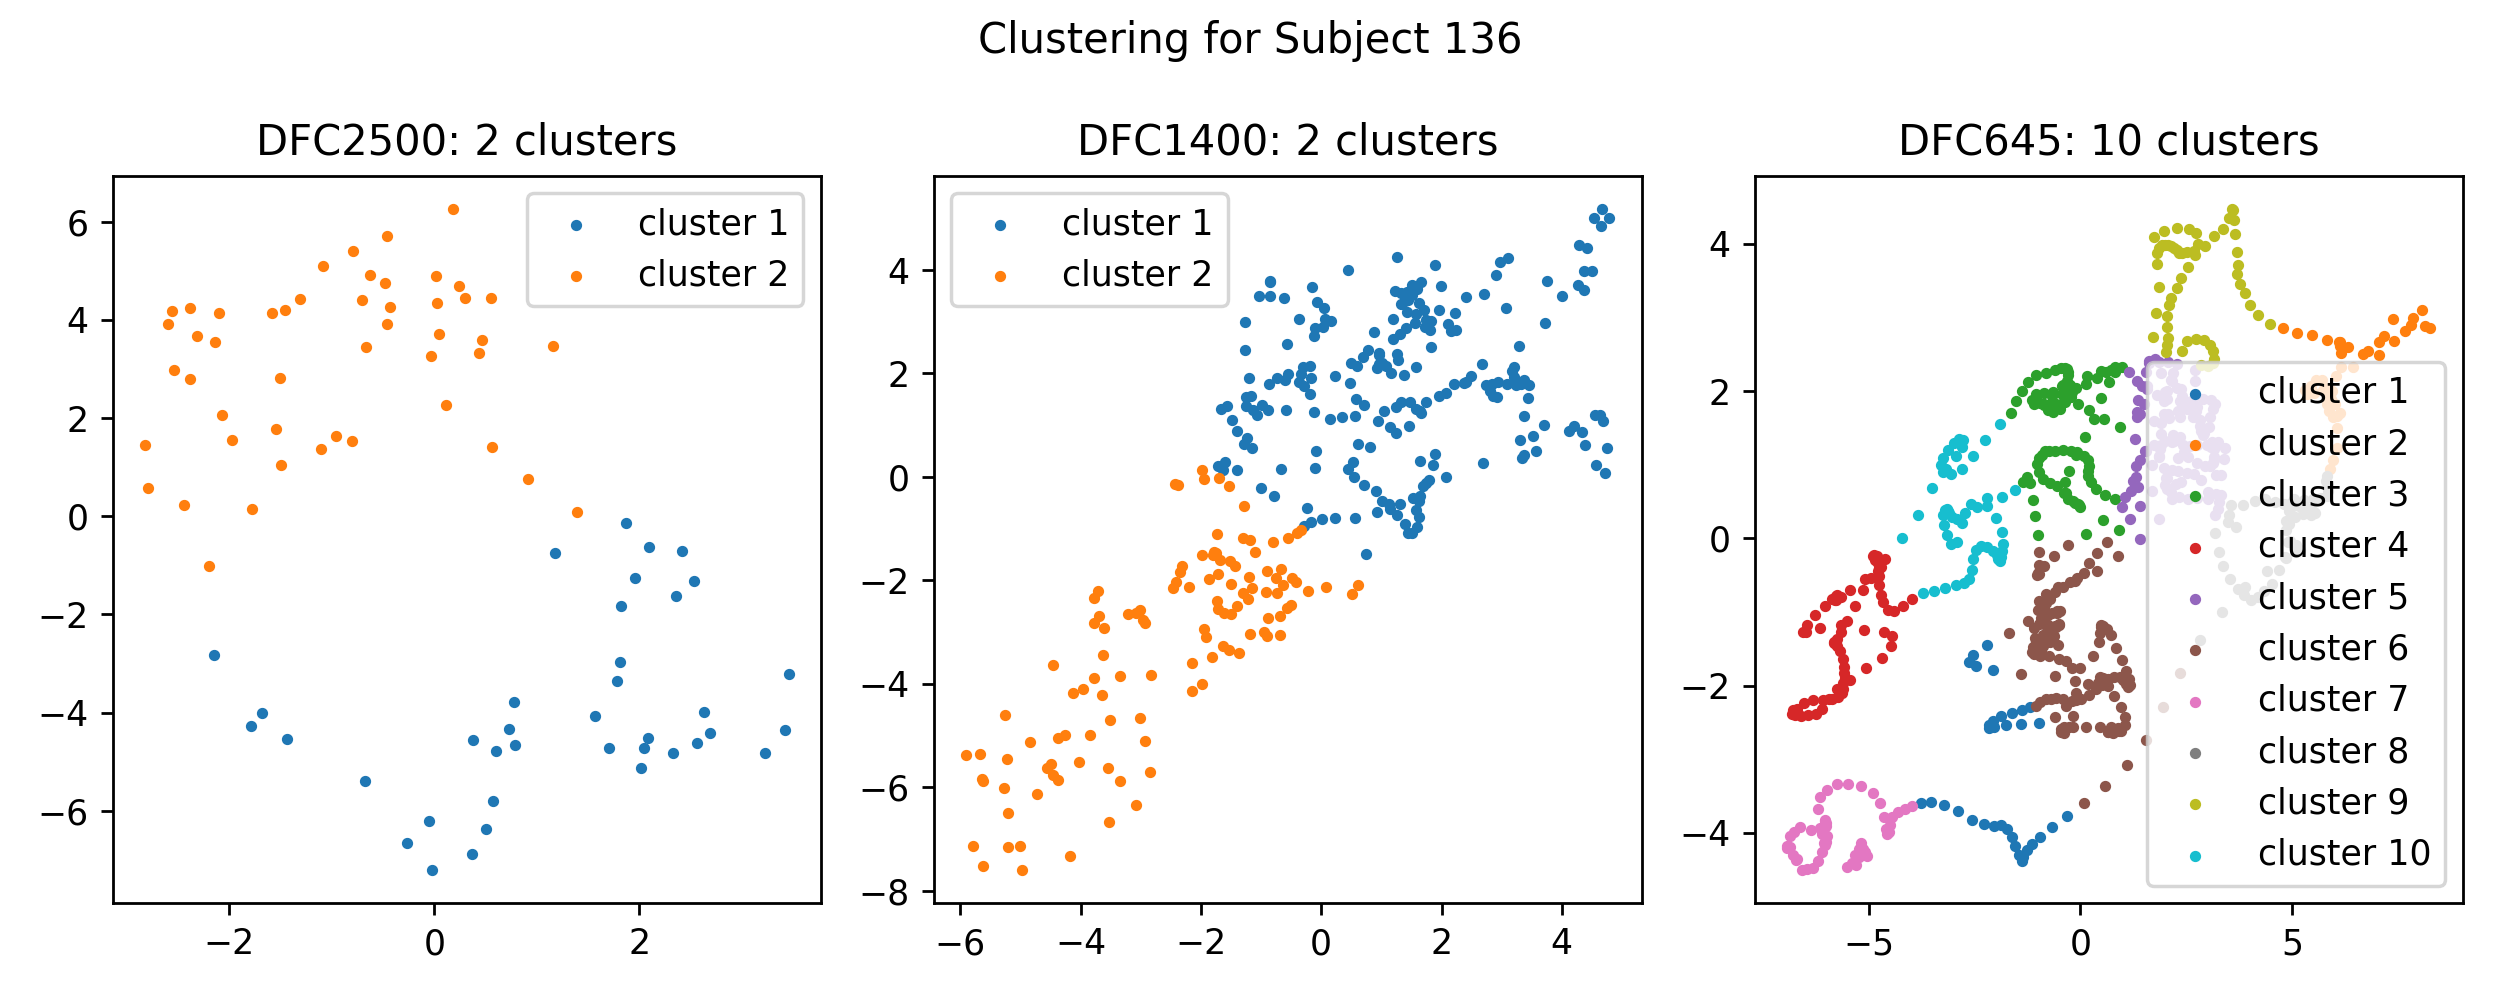 Clustering for Subject 136
DFC2500: 2 clusters
cluster 1
cluster 2
6
4
2
0
−2
−4
−6
−2
0
2
DFC1400: 2 clusters
cluster 1
cluster 2
4
2
0
−2
−4
−6
−8
−6
−4
−2
0
2
4
DFC645: 10 clusters
4
2
0
−2
−4
cluster 1
cluster 2
cluster 3
cluster 4
cluster 5
cluster 6
cluster 7
cluster 8
cluster 9
cluster 10
−5
0
5